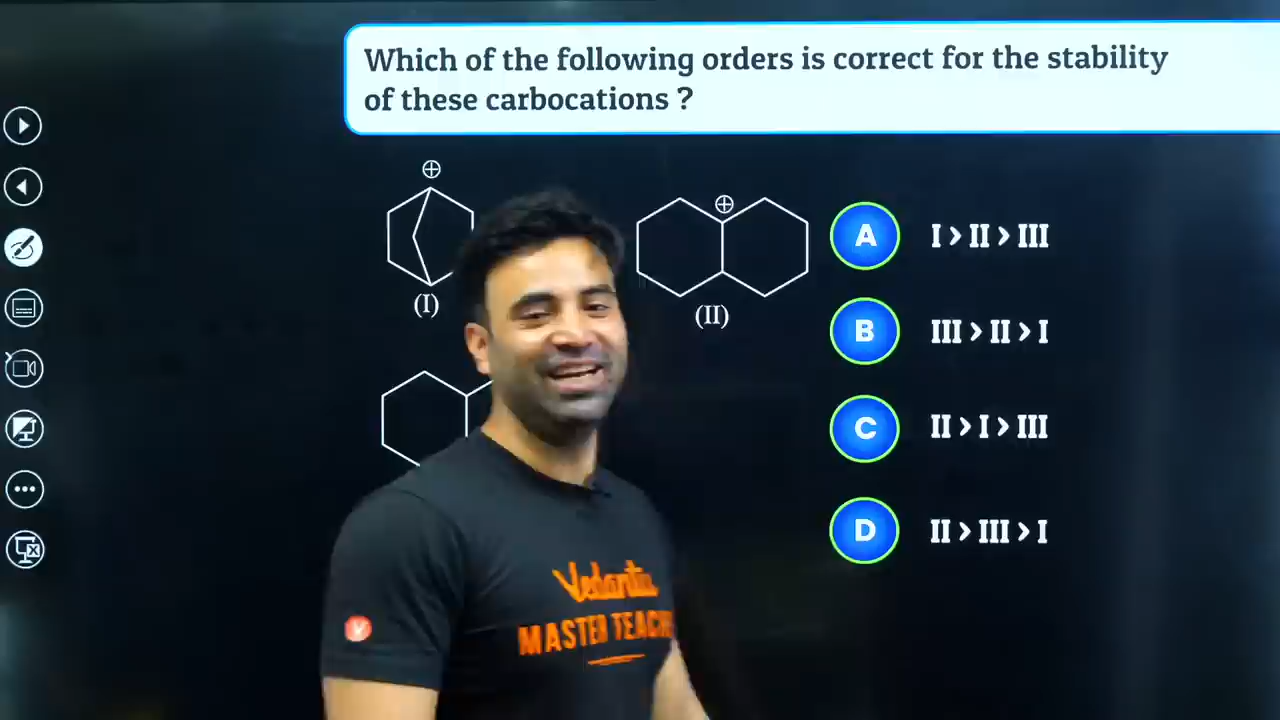 Which of the following orders is correct for the stability
of these carbocations ?
⊕
(I)
⊕
(II)
A I > II > III
B III > II > I
C II > I > III
D II > III > I
Vedantu
MASTER
V